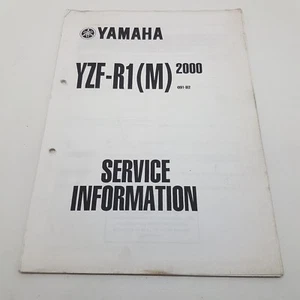 YAMAHA
YZF-R1(M) 2000
SERVICE
INFORMATION